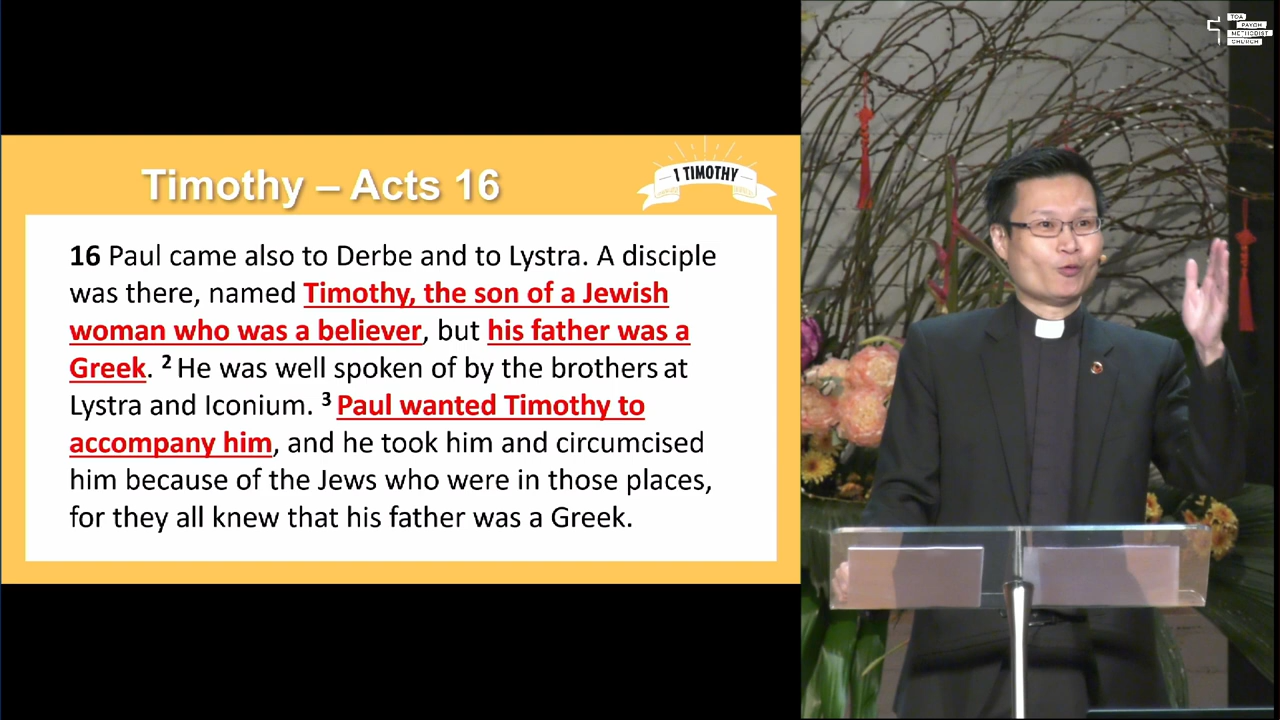 Timothy – Acts 16
1 TIMOTHY
16 Paul came also to Derbe and to Lystra. A disciple
was there, named Timothy, the son of a Jewish
woman who was a believer, but his father was a
Greek. 2 He was well spoken of by the brothers at
Lystra and Iconium. 3 Paul wanted Timothy to
accompany him, and he took him and circumcised
him because of the Jews who were in those places,
for they all knew that his father was a Greek.
TOA
PAYOH
METHODIST
CHURCH